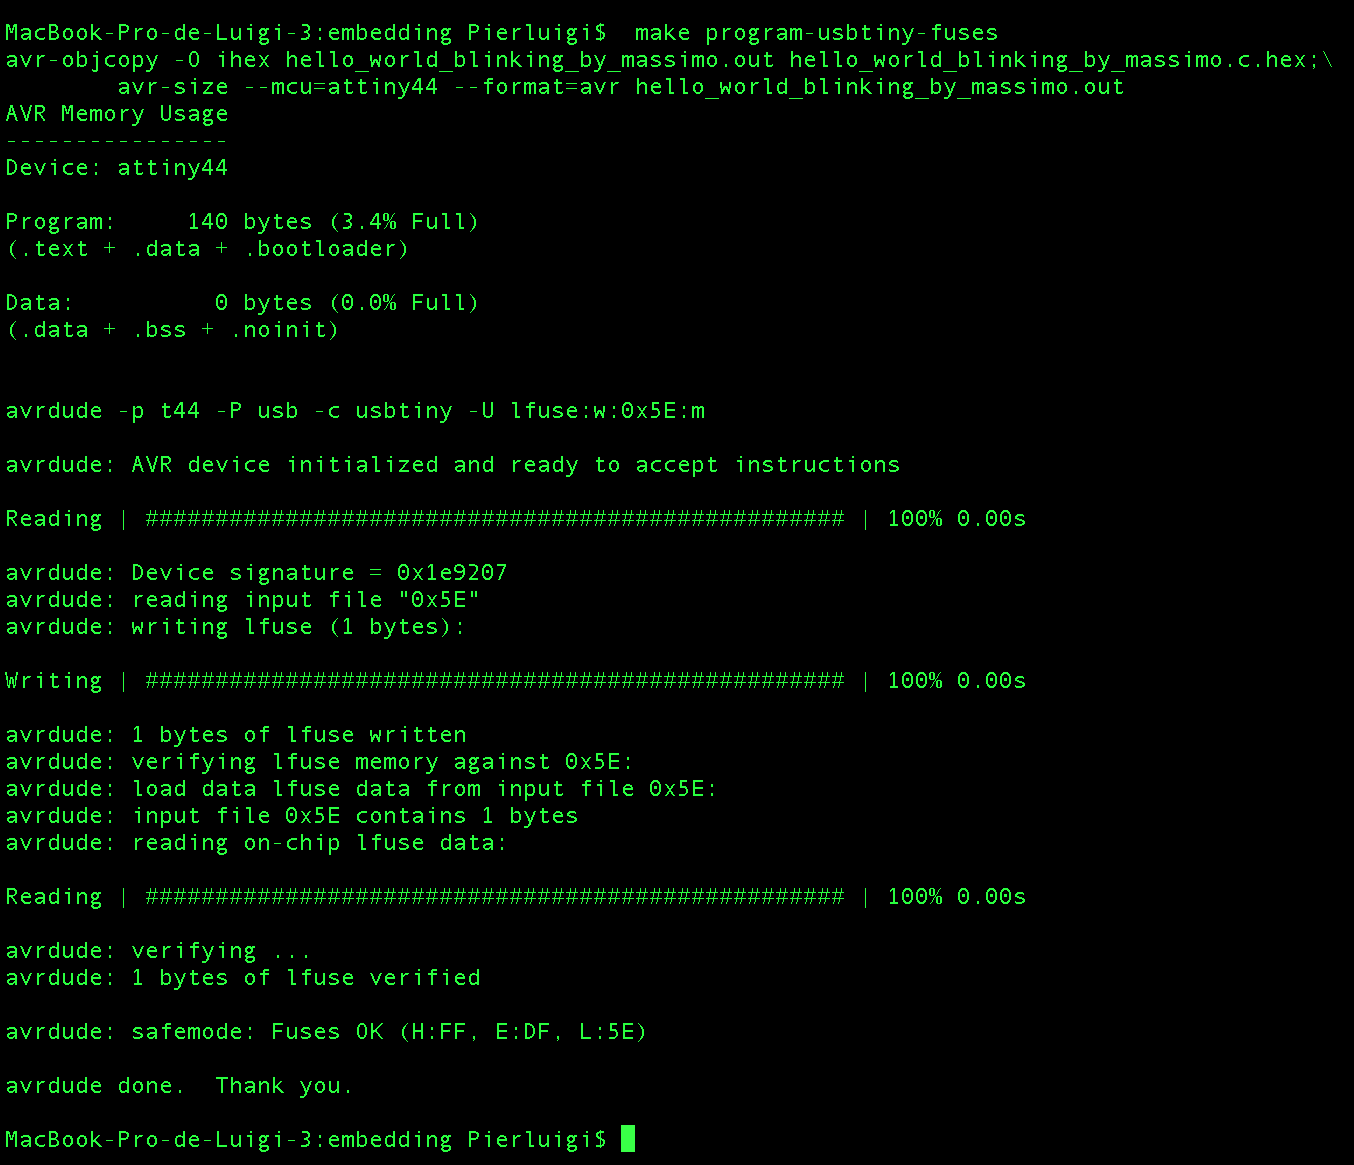 MacBook-Pro-de-Luigi-3:embedding Pierluigi$  make program-usbtiny-fuses
avr-objcopy -O ihex hello_world_blinking_by_massimo.out hello_world_blinking_by_massimo.c.hex;\
        avr-size --mcu=attiny44 --format=avr hello_world_blinking_by_massimo.out
AVR Memory Usage
----------------
Device: attiny44
Program:     140 bytes (3.4% Full)
(.text + .data + .bootloader)
Data:          0 bytes (0.0% Full)
(.data + .bss + .noinit)
avrdude -p t44 -P usb -c usbtiny -U lfuse:w:0x5E:m
avrdude: AVR device initialized and ready to accept instructions
Reading | ################################################## | 100% 0.00s
avrdude: Device signature = 0x1e9207
avrdude: reading input file "0x5E"
avrdude: writing lfuse (1 bytes):
Writing | ################################################## | 100% 0.00s
avrdude: 1 bytes of lfuse written
avrdude: verifying lfuse memory against 0x5E:
avrdude: load data lfuse data from input file 0x5E:
avrdude: input file 0x5E contains 1 bytes
avrdude: reading on-chip lfuse data:
Reading | ################################################## | 100% 0.00s
avrdude: verifying ...
avrdude: 1 bytes of lfuse verified
avrdude: safemode: Fuses OK (H:FF, E:DF, L:5E)
avrdude done.  Thank you.
MacBook-Pro-de-Luigi-3:embedding Pierluigi$